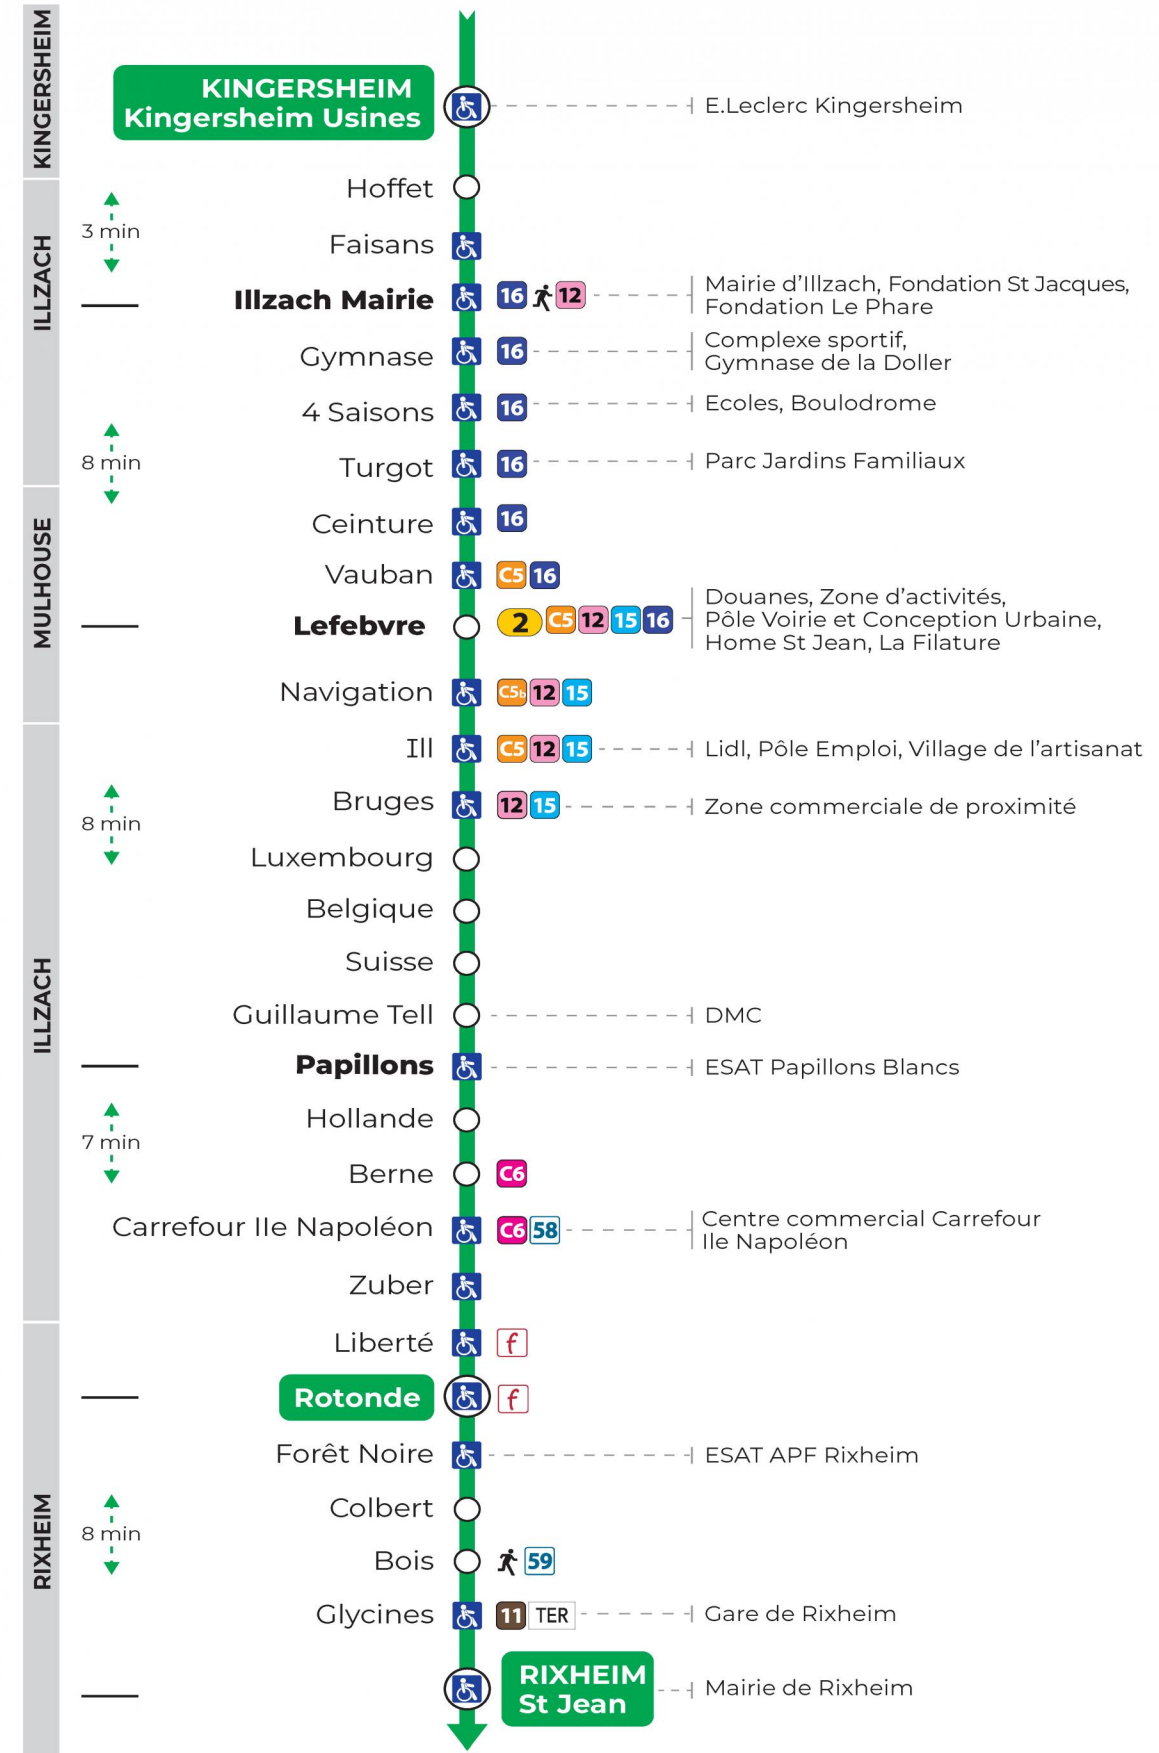 KINGERSHEIM
KINGERSHEIM
Kingersheim Usines
E.Leclerc Kingersheim
ILLZACH
Hoffet
3 min
Faisans
Illzach Mairie
16 12
Mairie d'Illzach, Fondation St Jacques,
Fondation Le Phare
Gymnase
16
Complexe sportif,
Gymnase de la Doller
4 Saisons
16
Ecoles, Boulodrome
8 min
Turgot
16
Parc Jardins Familiaux
MULHOUSE
Ceinture
16
Vauban
C5 16
Lefebvre
2 C5 12 15 16
Douanes, Zone d'activités,
Pôle Voirie et Conception Urbaine,
Home St Jean, La Filature
Navigation
C5b 12 15
ILLZACH
Ill
C5 12 15
Lidl, Pôle Emploi, Village de l'artisanat
8 min
Bruges
12 15
Zone commerciale de proximité
Luxembourg
Belgique
Suisse
Guillaume Tell
DMC
Papillons
ESAT Papillons Blancs
7 min
Hollande
Berne
C6
Carrefour Ile Napoléon
C6 58
Centre commercial Carrefour
Ile Napoléon
Zuber
RIXHEIM
Liberté
f
Rotonde
f
Forêt Noire
ESAT APF Rixheim
8 min
Colbert
Bois
59
Glycines
11 TER
Gare de Rixheim
RIXHEIM
St Jean
Mairie de Rixheim